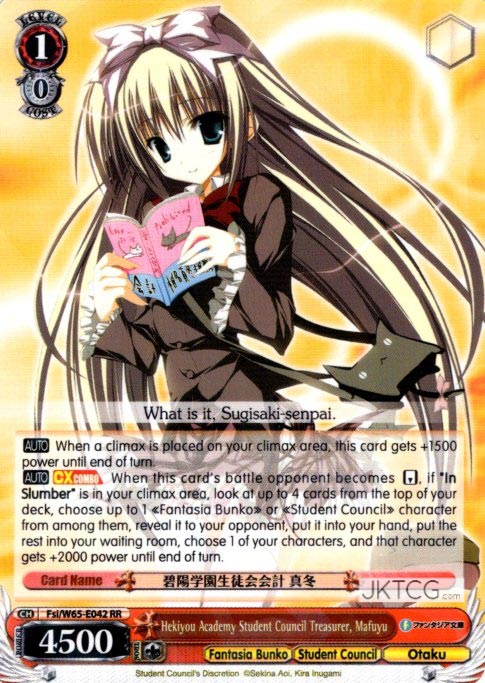 LEVEL
1
0
COST
What is it, Sugisaki-senpai.
AUTO When a climax is placed on your climax area, this card gets +1500
power until end of turn.
AUTO CX COMBO When this card's battle opponent becomes, if "In
Slumber" is in your climax area, look at up to 4 cards from the top of your
deck, choose up to 1 «Fantasia Bunko» or «Student Council» character
from among them, reveal it to your opponent, put it into your hand, put the
rest into your waiting room, choose 1 of your characters, and that character
gets +2000 power until end of turn.
Card Name 碧陽学園生徒会会計 真冬
JKTCG.com
CH Fsl/W65-E042 RR
Hekiyou Academy Student Council Treasurer, Mafuyu
ファンタジア文庫
POWER 4500
Fantasia Bunko Student Council Otaku
Student Council's Discretion ©Sekina Aoi, Kira Inugami